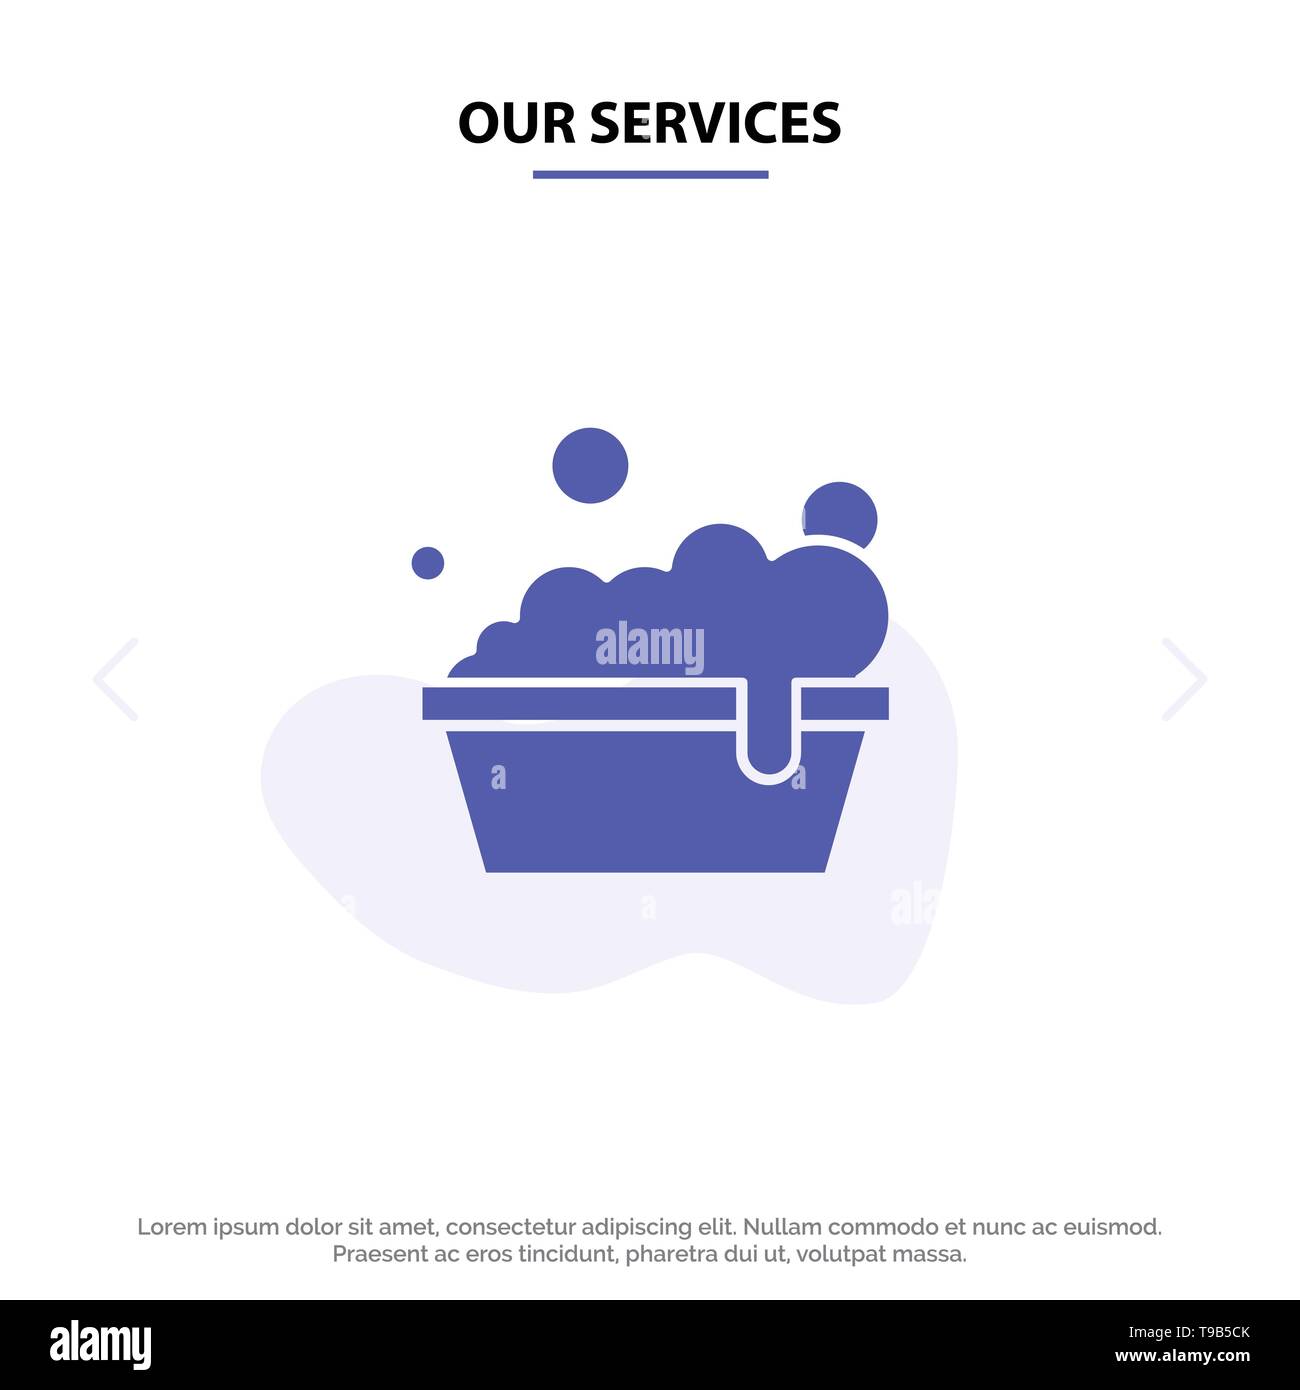 OUR SERVICES
alamy
a
a
a
a
alamy
Lorem ipsum dolor sit amet, consectetur adipiscing elit. Nullam commodo et nunc ac euismod.
Praesent ac eros tincidunt, pharetra dui ut, volutpat massa.
alamy
Image ID: T9B5CK
www.alamy.com